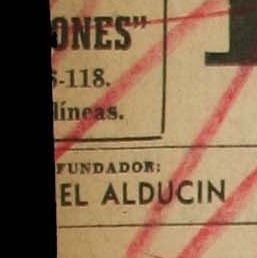 ONES”
-118.
líneas.
FUNDADOR:
EL ALDUCIN